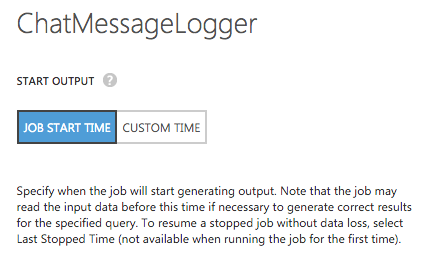 ChatMessageLogger
START OUTPUT ?
JOB START TIME CUSTOM TIME
Specify when the job will start generating output. Note that the job may
read the input data before this time if necessary to generate correct results
for the specified query. To resume a stopped job without data loss, select
Last Stopped Time (not available when running the job for the first time).